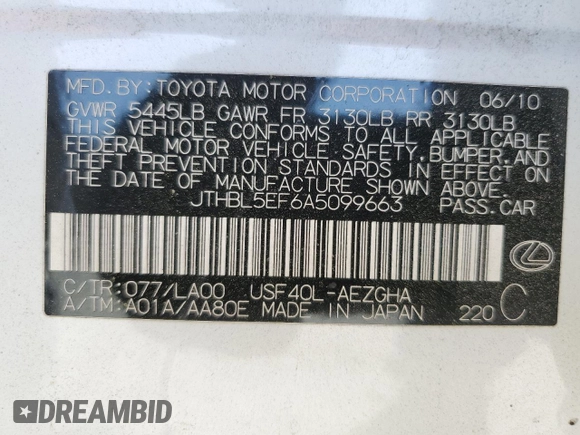 MFD. BY: TOYOTA MOTOR CORPORATION 06/10
GVWR 5445LB GAWR FR 3130LB RR 3130LB
THIS VEHICLE CONFORMS TO ALL APPLICABLE
FEDERAL MOTOR VEHICLE SAFETY, BUMPER, AND
THEFT PREVENTION STANDARDS IN EFFECT ON
THE DATE OF MANUFACTURE SHOWN ABOVE.
JTHBL5EF6A5099663 PASS. CAR
C/TR: 077/LA00 USF40L-AEZGHA
A/TM: A01A/AA80E MADE IN JAPAN 220 C
DREAMBID